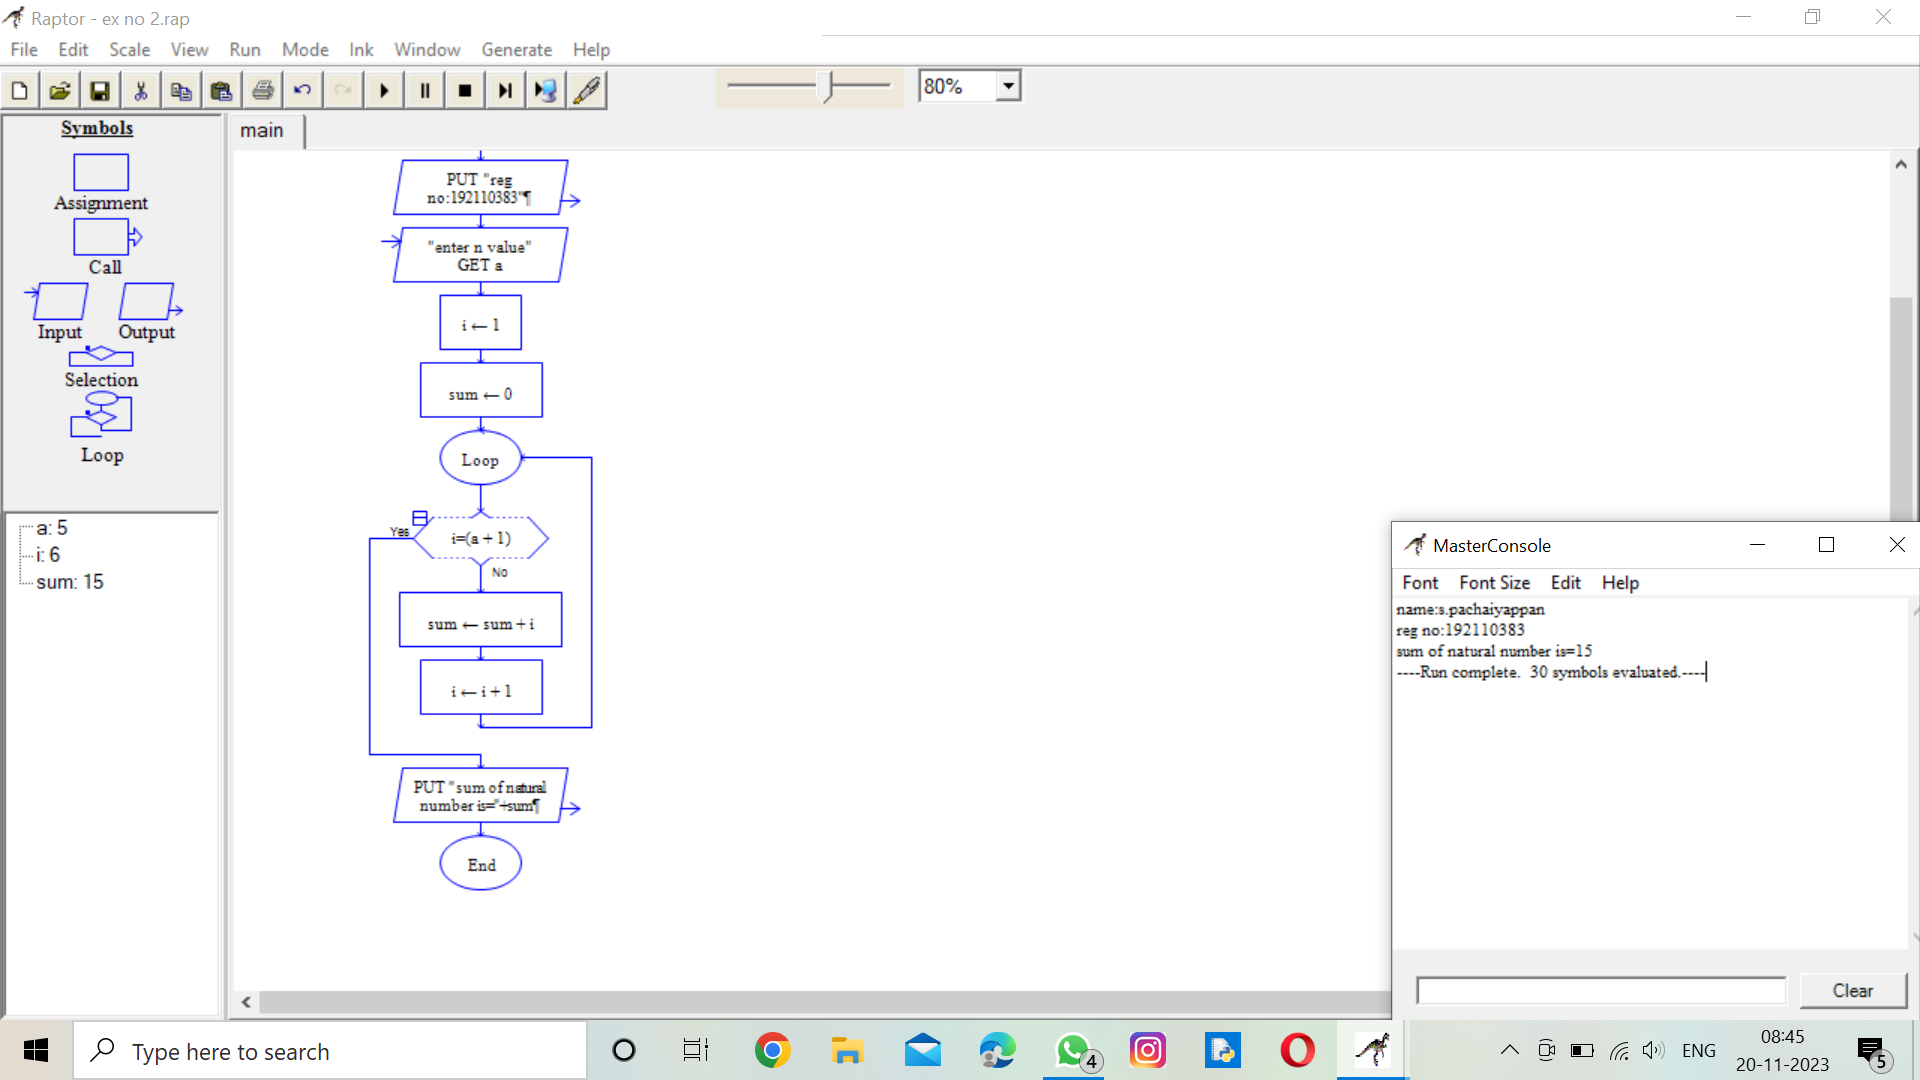 Raptor - ex no 2.rap
File Edit Scale View Run Mode Ink Window Generate Help
80%
Symbols
Assignment
Call
Input Output
Selection
Loop
a: 5
i: 6
sum: 15
main
PUT "reg
no:192110383"¶
"enter n value"
GET a
i ← 1
sum ← 0
Loop
Yes
i=(a + 1)
No
sum ← sum + i
i ← i + 1
PUT "sum of natural
number is="+sum¶
End
MasterConsole
Font Font Size Edit Help
name:s.pachaiyappan
reg no:192110383
sum of natural number is=15
----Run complete.  30 symbols evaluated.----
Clear
Type here to search
4
ENG
08:45
20-11-2023
5